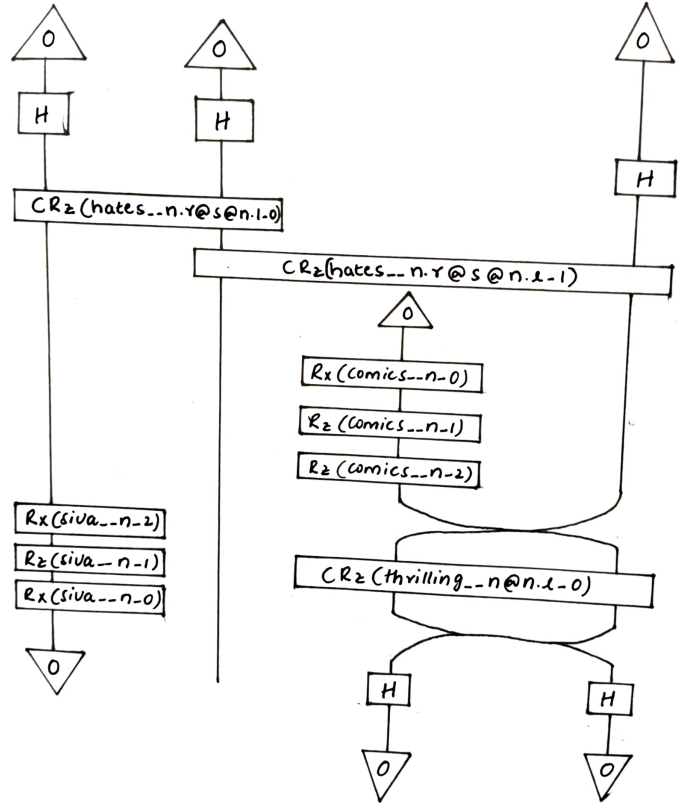 0 0 0
H H
H
CRz(hates__n.r@s@n.l-0)
CRz(hates__n.r@s@n.l-1)
0
Rx(comics__n-0)
Rz(comics__n-1)
Rz(comics__n-2)
Rx(siva__n-2)
Rz(siva__n-1)
CRz(thrilling__n@n.l-0)
Rx(siva__n-0)
0
H H
0 0